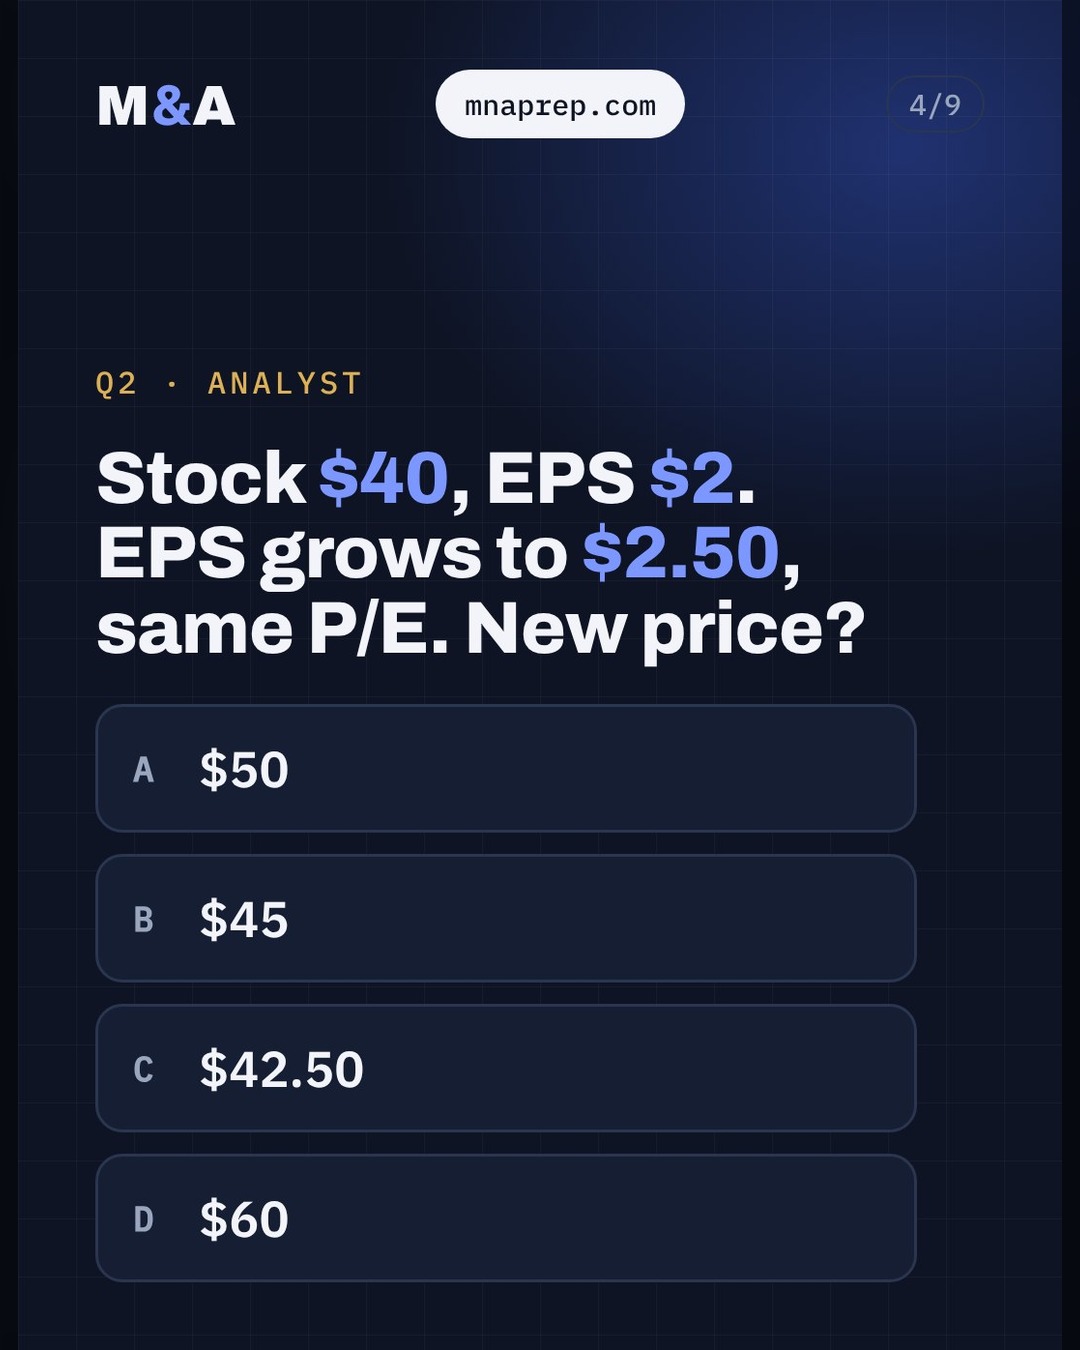 M&A
mnaprep.com
4/9
Q2 · ANALYST
Stock $40, EPS $2.
EPS grows to $2.50,
same P/E. New price?
A $50
B $45
C $42.50
D $60